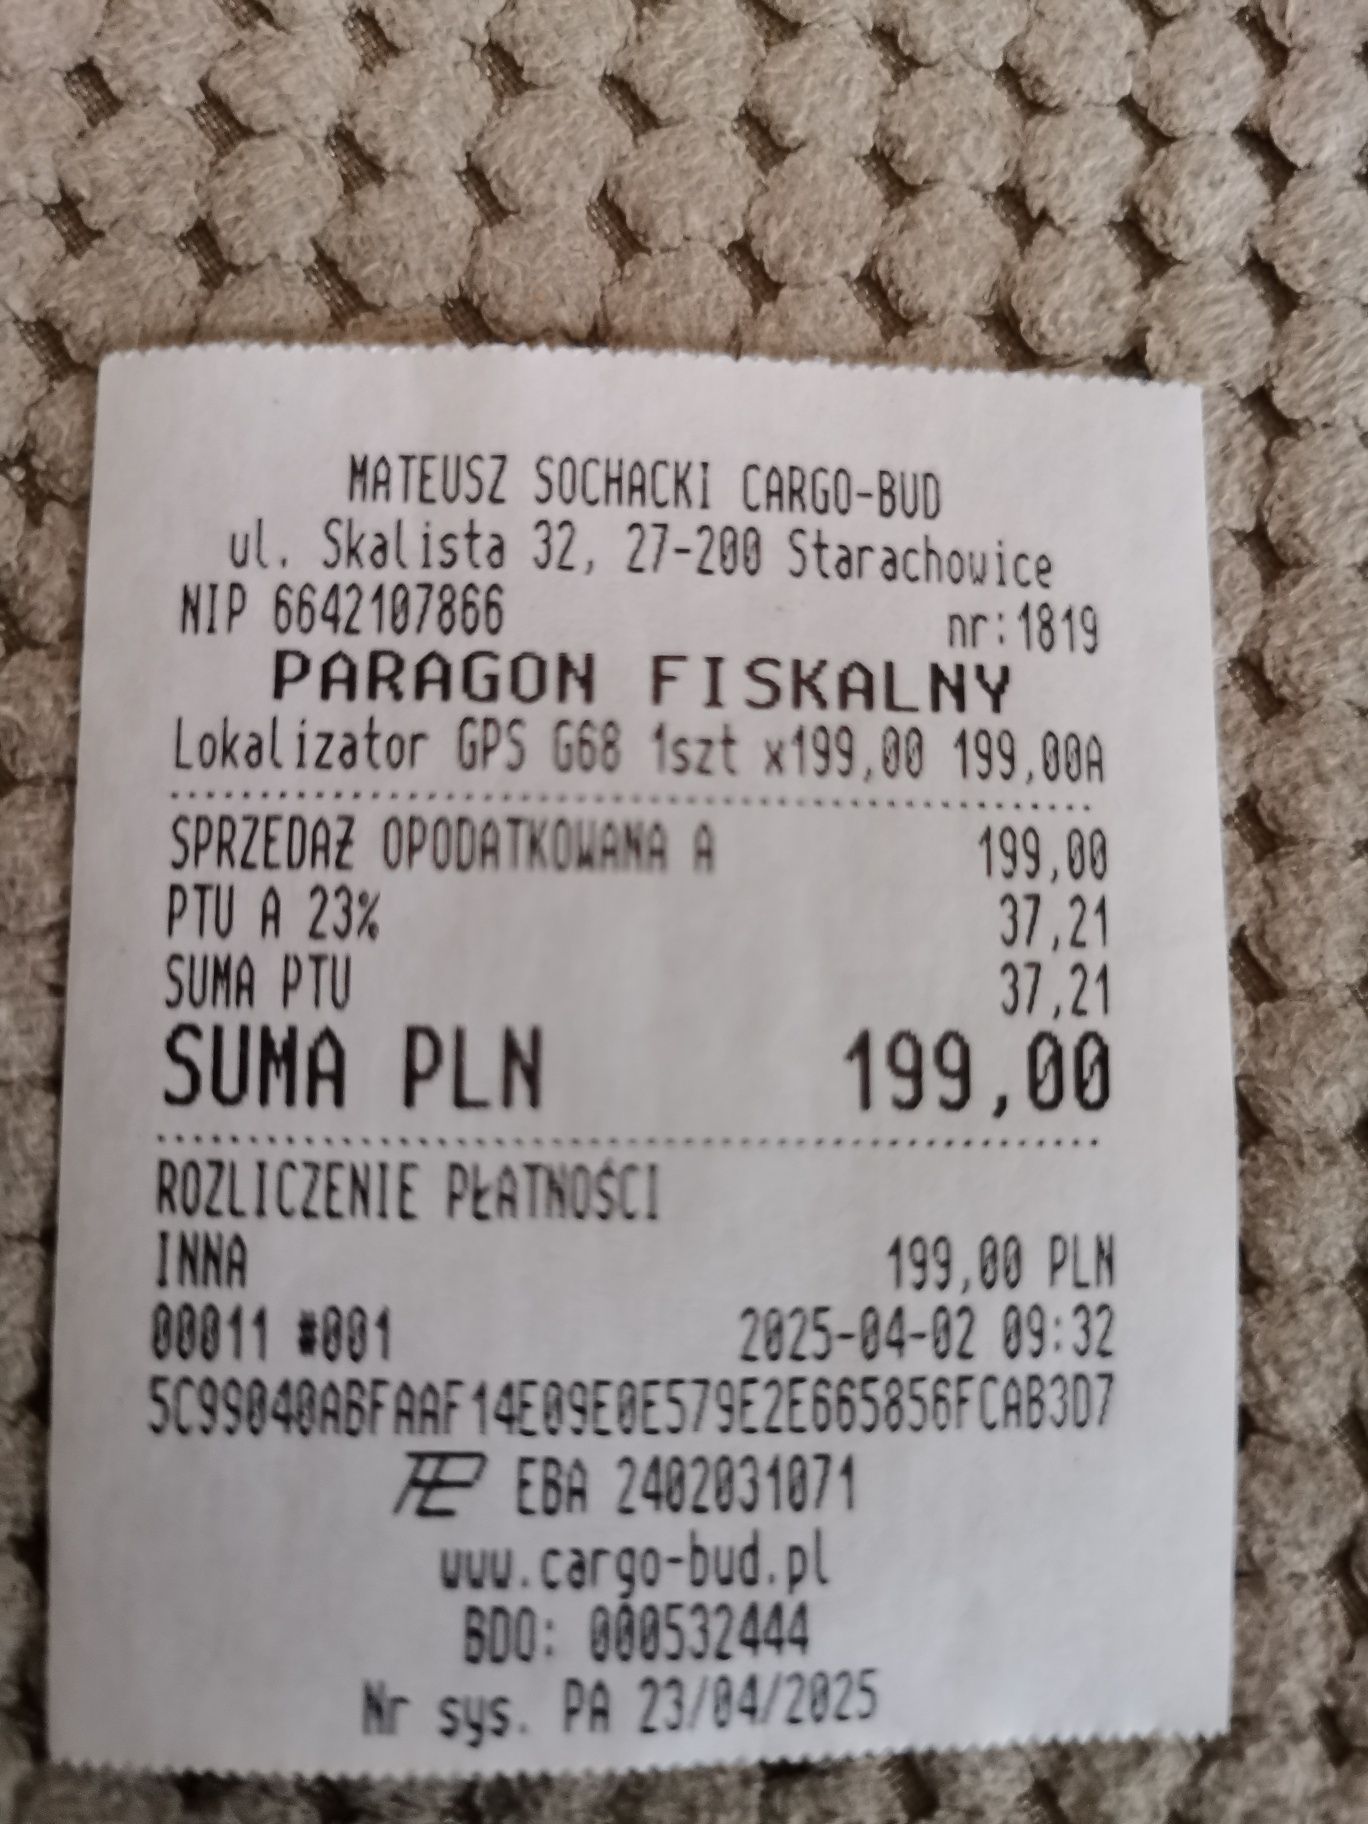 MATEUSZ SOCHACKI CARGO-BUD
ul. Skalista 32, 27-200 Starachowice
NIP 6642107866 nr:1819
PARAGON FISKALNY
Lokalizator GPS G68 1szt x199,00 199,00A
SPRZEDAŻ OPODATKOWANA A 199,00
PTU A 23% 37,21
SUMA PTU 37,21
SUMA PLN 199,00
ROZLICZENIE PŁATNOŚCI
INNA 199,00 PLN
00011 #001 2025-04-02 09:32
5C99040ABFAAF14E09E0E579E2E665856FCAB3D7
EBA 2402031071
www.cargo-bud.pl
BDO: 000532444
Nr sys. PA 23/04/2025